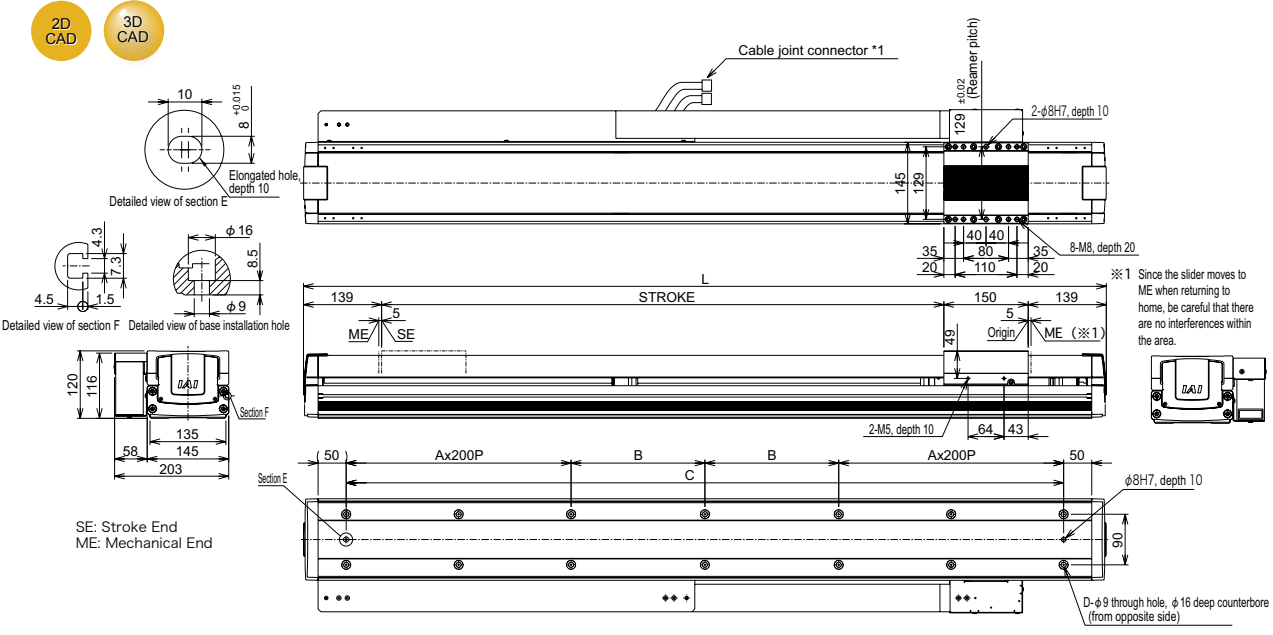 2D
CAD
3D
CAD
Cable joint connector *1
10
8 +0.015 0
Elongated hole,
depth 10
Detailed view of section E
129 ±0.02
(Reamer pitch)
2-φ8H7, depth 10
145
129
40 40
35 80 35
20 110 20
8-M8, depth 20
4.3
7.3
4.5 1.5
Detailed view of section F
φ16
8.5
φ9
Detailed view of base installation hole
L
139 STROKE 150 139
5
ME SE
49
5
Origin ME (※1)
※1 Since the slider moves to
ME when returning to
home, be careful that there
are no interferences within
the area.
120
116
IAI
Section F
135
58 145
203
2-M5, depth 10
64 43
IAI
(50) Ax200P B B Ax200P 50
C
Section E
φ8H7, depth 10
90
SE: Stroke End
ME: Mechanical End
D-φ9 through hole, φ16 deep counterbore
(from opposite side)